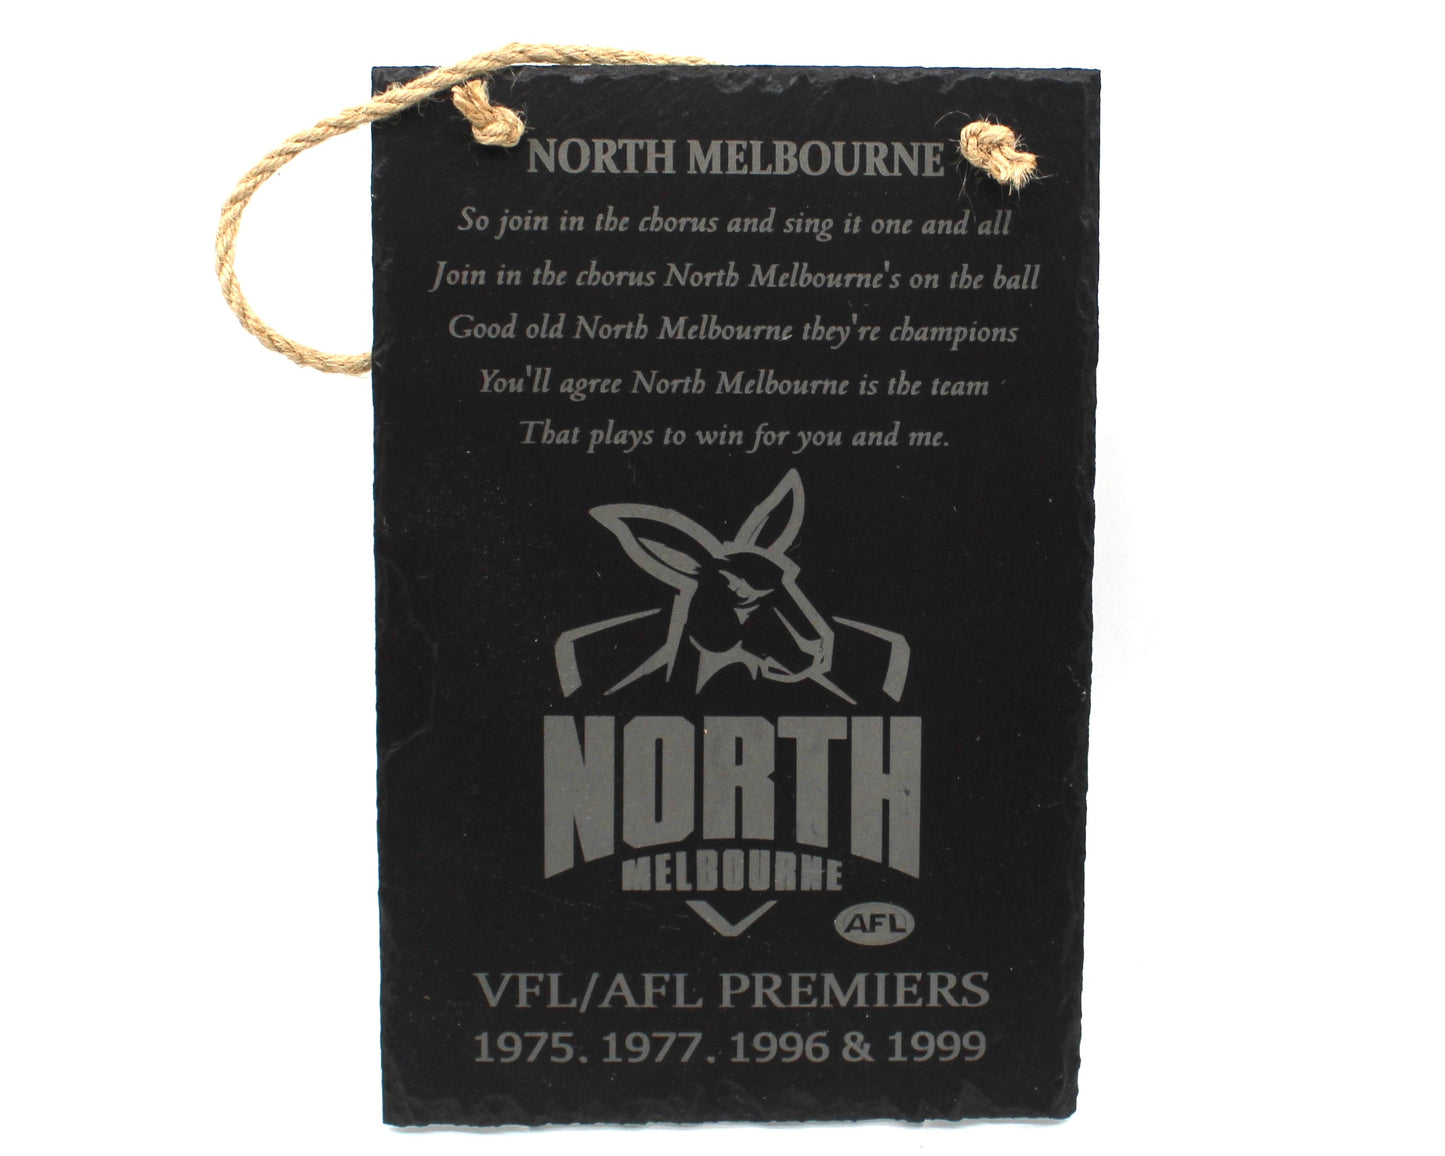 NORTH MELBOURNE
So join in the chorus and sing it one and all
Join in the chorus North Melbourne's on the ball
Good old North Melbourne they're champions
You'll agree North Melbourne is the team
That plays to win for you and me.
NORTH
MELBOURNE
AFL
VFL/AFL PREMIERS
1975. 1977. 1996 & 1999